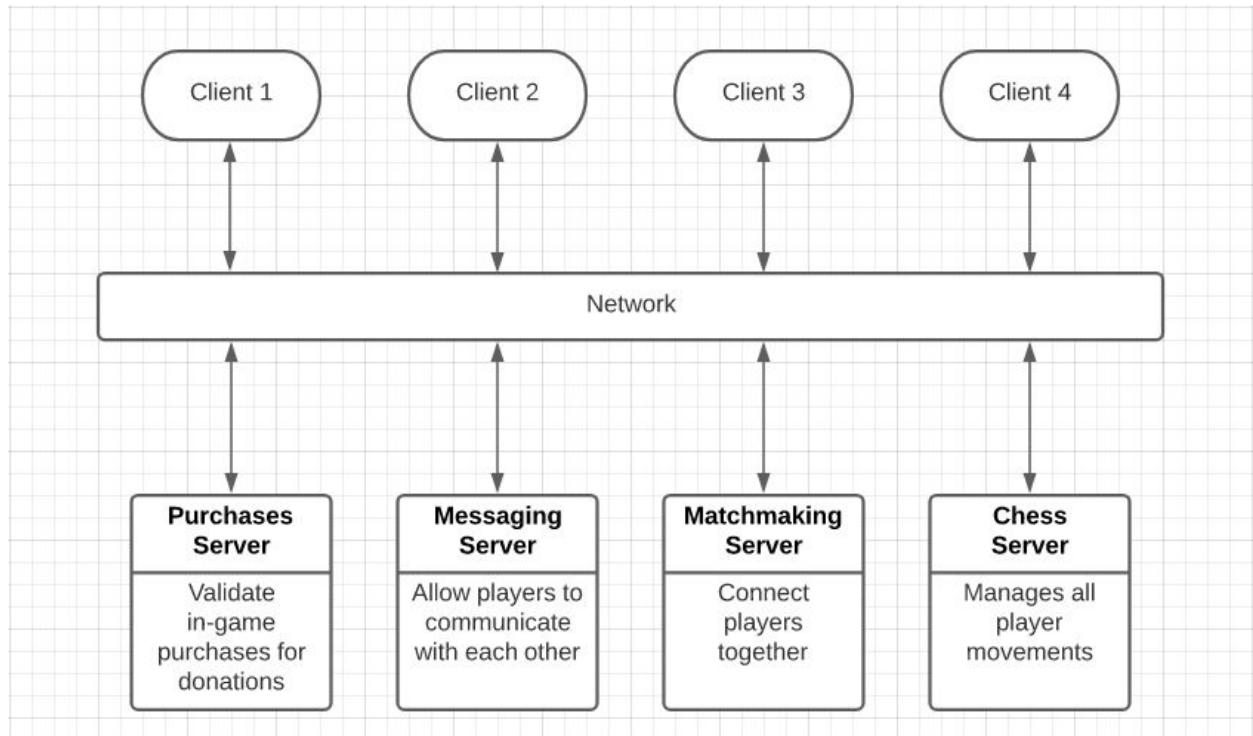 Client 1
Client 2
Client 3
Client 4
Network
Purchases
Server
Validate
in-game
purchases for
donations
Messaging
Server
Allow players to
communicate
with each other
Matchmaking
Server
Connect
players
together
Chess
Server
Manages all
player
movements